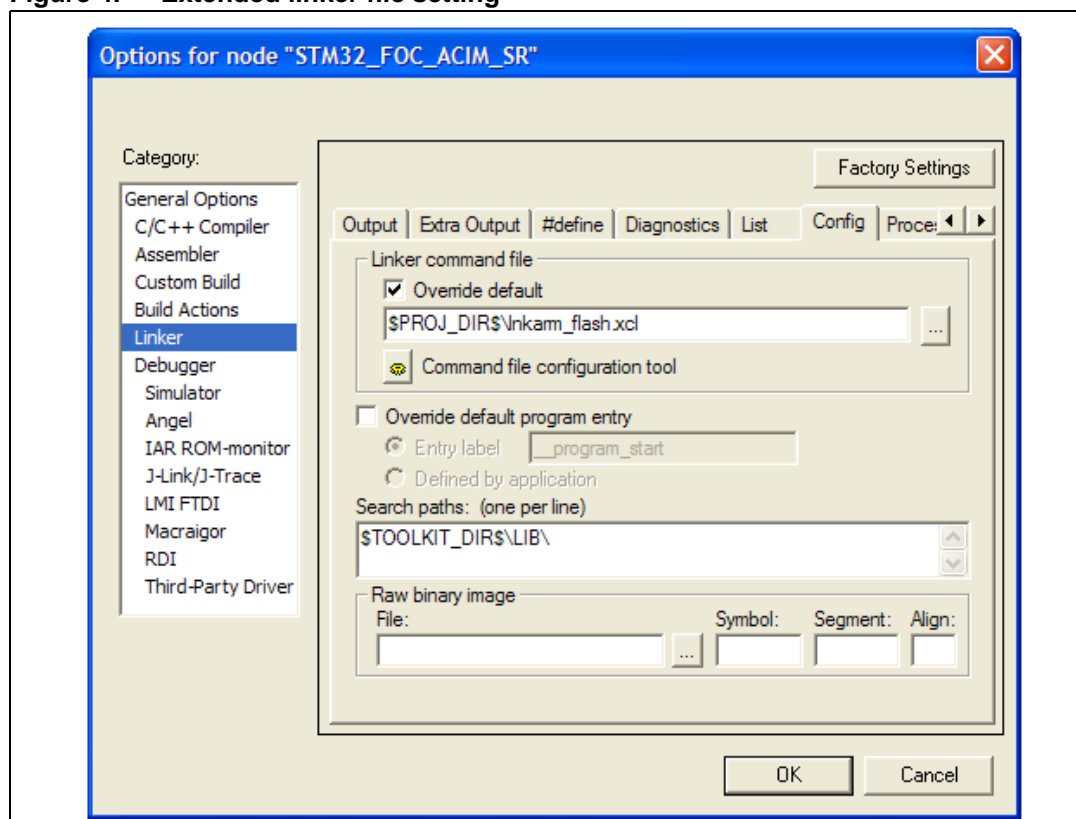 Figure 4. Extended linker file setting
Options for node "STM32_FOC_ACIM_SR"
Category:
Factory Settings
General Options
C/C++ Compiler
Assembler
Custom Build
Build Actions
Linker
Debugger
Simulator
Angel
IAR ROM-monitor
J-Link/J-Trace
LMI FTDI
Macraigor
RDI
Third-Party Driver
Output Extra Output #define Diagnostics List Config Proce:
Linker command file
Override default
$PROJ_DIR$\lnkarm_flash.xcl
...
Command file configuration tool
Override default program entry
Entry label __program_start
Defined by application
Search paths: (one per line)
$TOOLKIT_DIR$\LIB\
Raw binary image
File: Symbol: Segment: Align:
...
OK Cancel